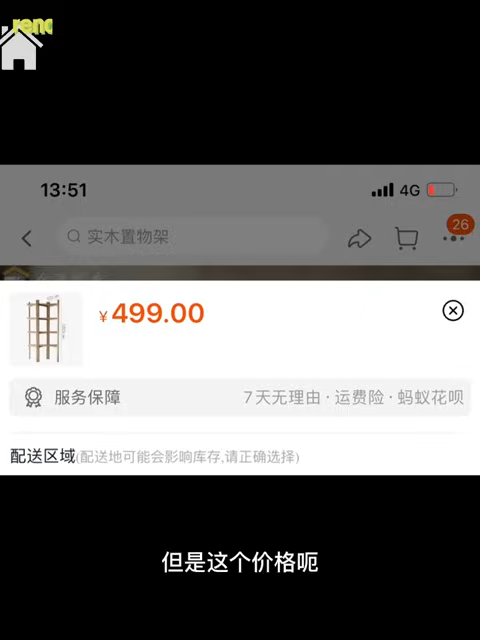 13:51
4G
26
实木置物架
¥499.00
服务保障
7天无理由·运费险·蚂蚁花呗
配送区域(配送地可能会影响库存,请正确选择)
但是这个价格呃